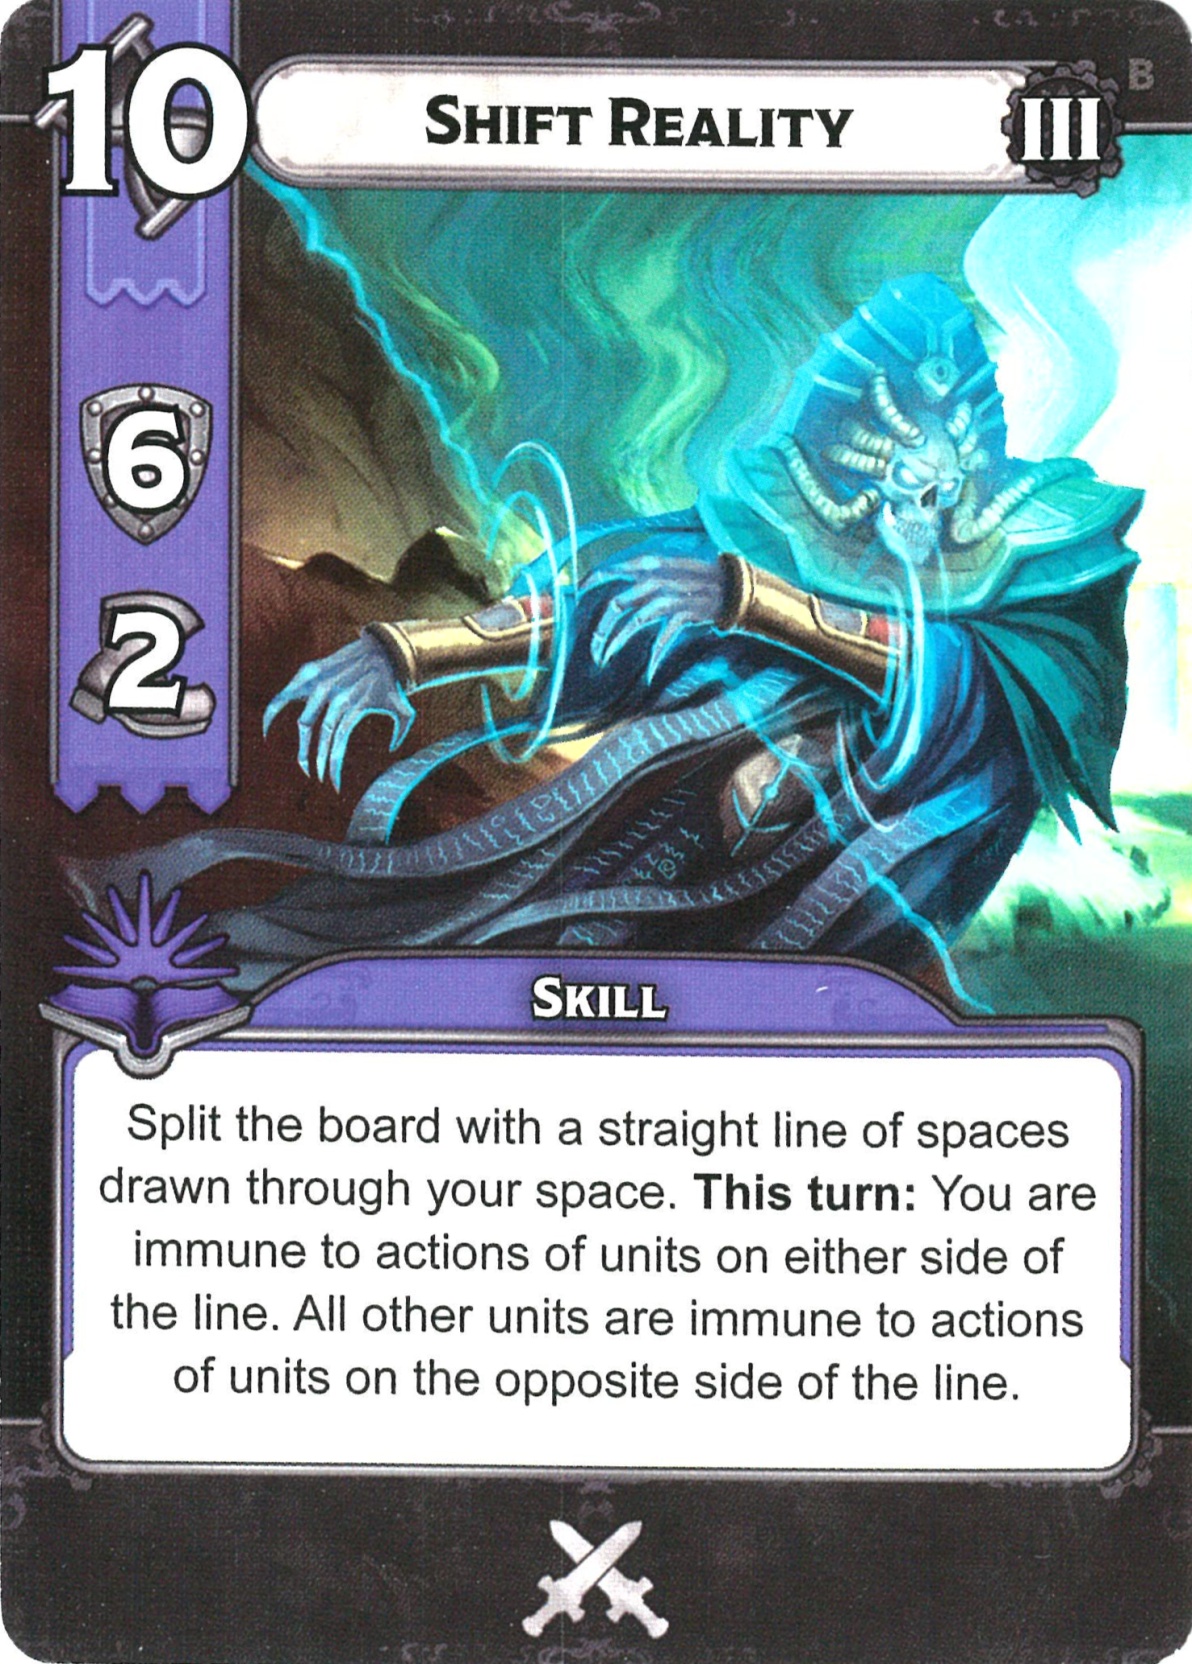 10
SHIFT REALITY
III
B
6
2
SKILL
Split the board with a straight line of spaces
drawn through your space. This turn: You are
immune to actions of units on either side of
the line. All other units are immune to actions
of units on the opposite side of the line.